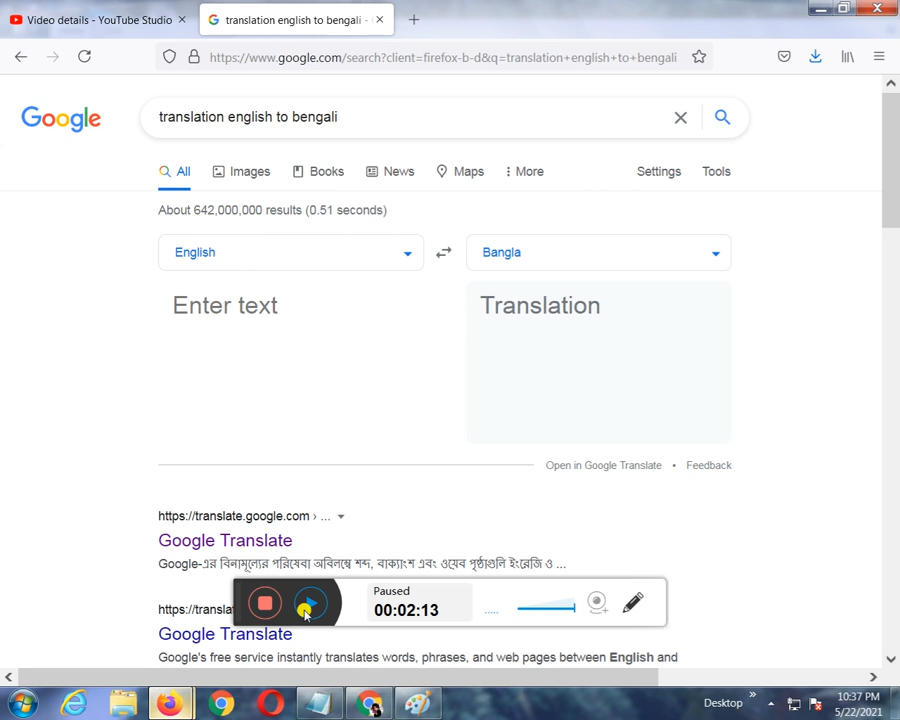 Video details - YouTube Studio
translation english to bengali -
https://www.google.com/search?client=firefox-b-d&q=translation+english+to+bengali
Google
translation english to bengali
All Images Books News Maps More Settings Tools
About 642,000,000 results (0.51 seconds)
English Bangla
Enter text Translation
Open in Google Translate • Feedback
https://translate.google.com › ...
Google Translate
Google-এর বিনামূল্যের পরিষেবা অবিলম্বে শব্দ, বাক্যাংশ এবং ওয়েব পৃষ্ঠাগুলি ইংরেজি ও ...
Paused
00:02:13
https://transla
Google Translate
Google's free service instantly translates words, phrases, and web pages between English and
Desktop
10:37 PM
5/22/2021